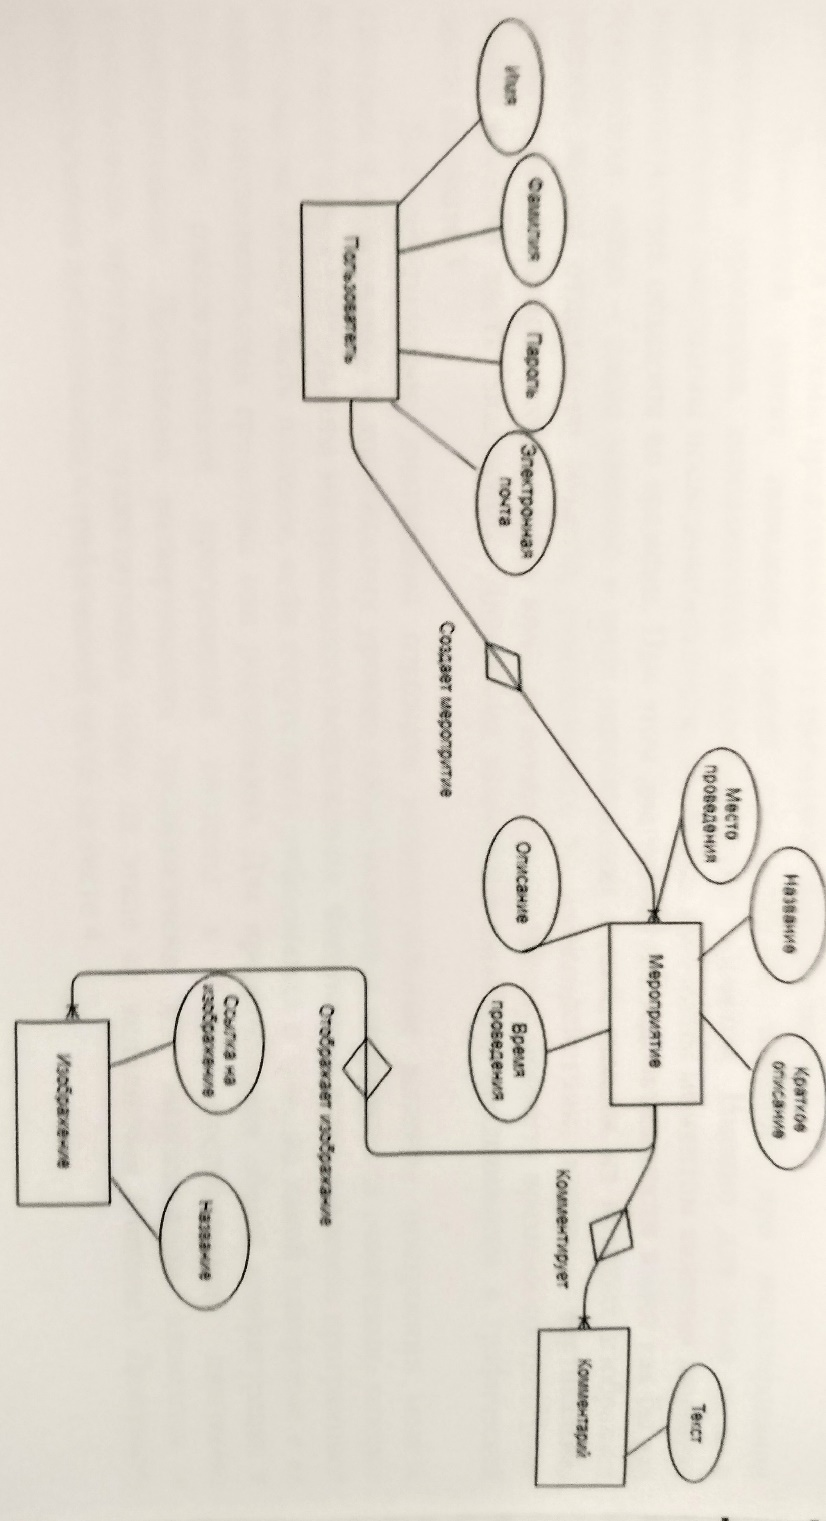 Имя
Фамилия
Пароль
Электронная
почта
Пользователь
Создает меропритие
Место
проведения
Название
Краткое
описание
Описание
Время
проведения
Мероприятие
Комментирует
Текст
Комментарий
Отображает изображение
Ссылка на
изображение
Название
Изображение